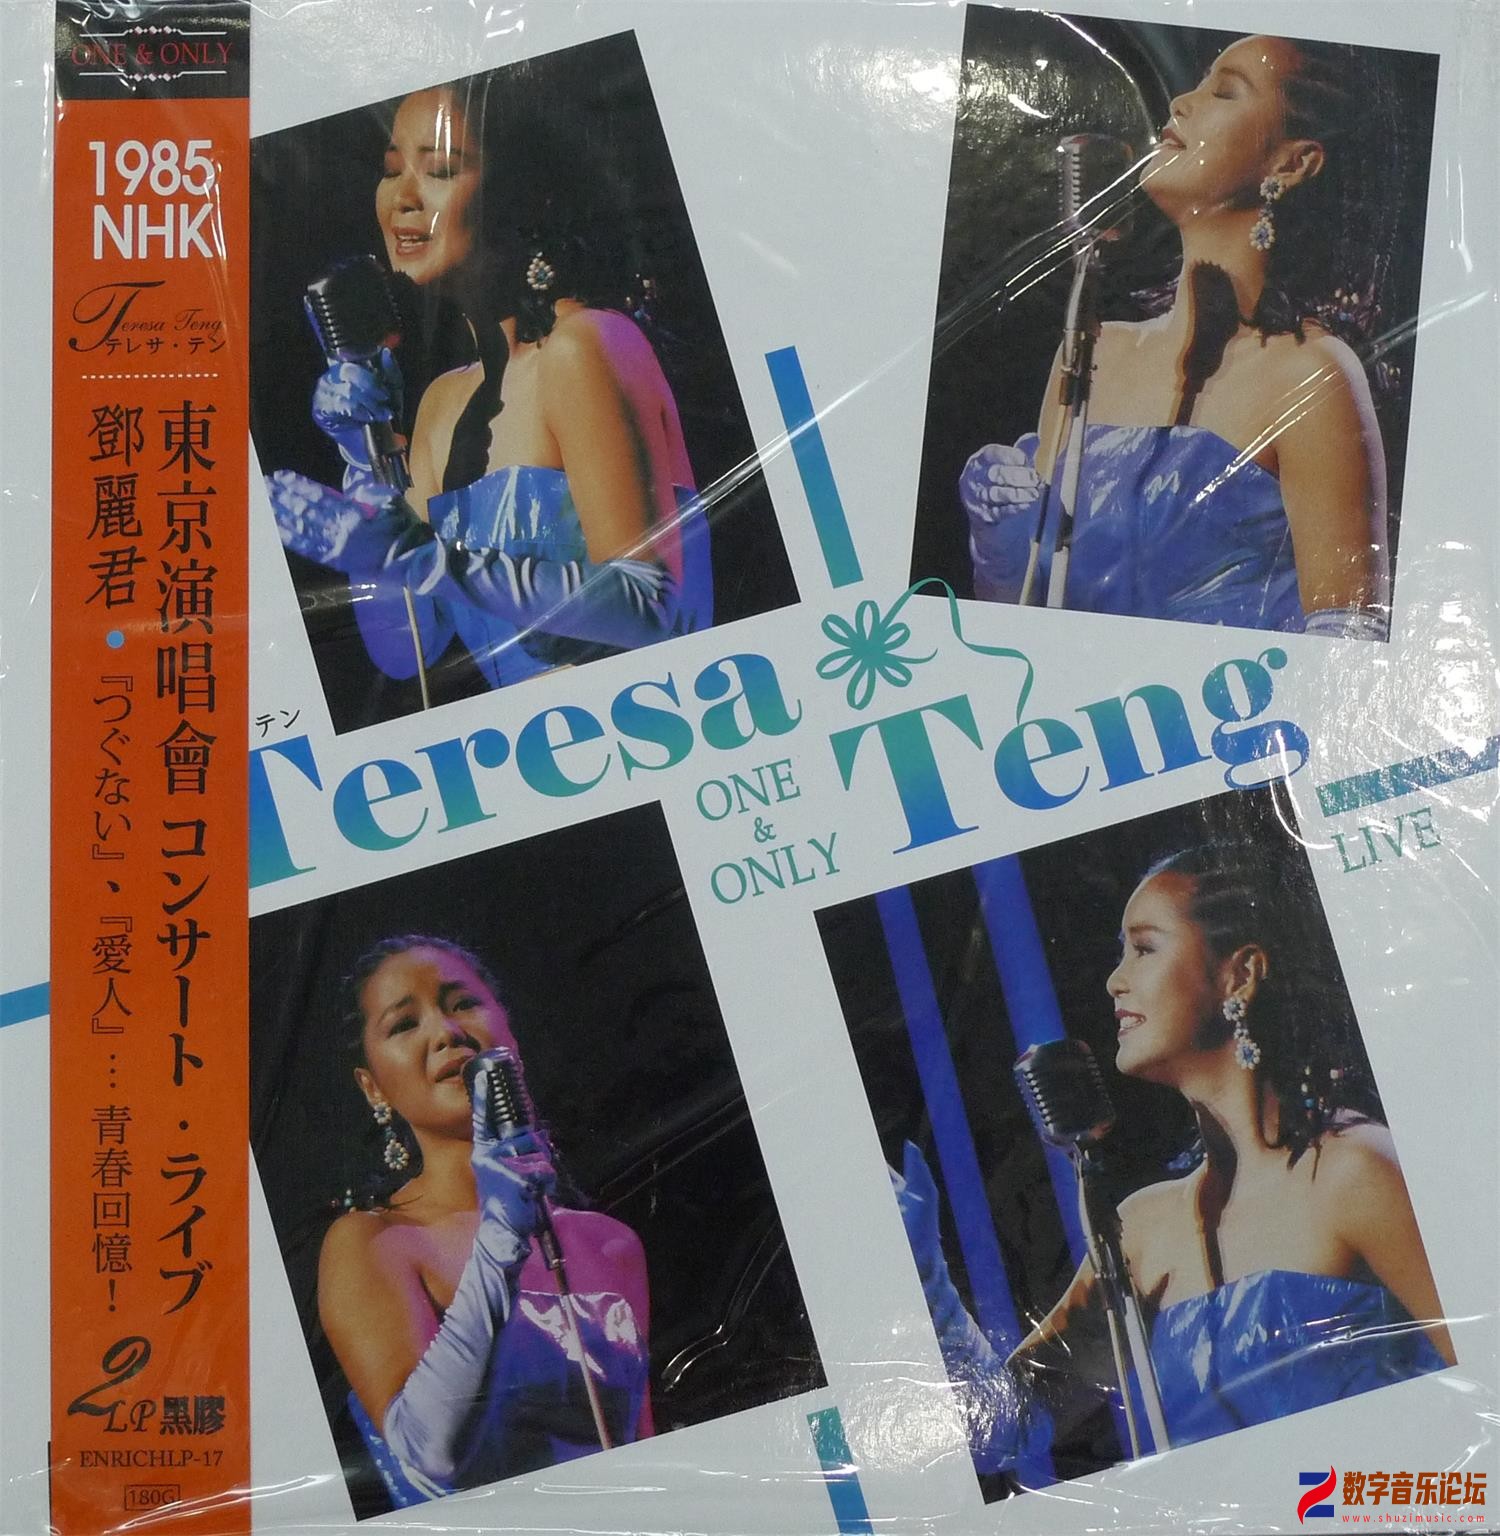 ONE & ONLY
1985
NHK
Teresa Teng
テレサ・テン
東京演唱會 コンサート・ライブ
鄧麗君・『つぐない』、『愛人』… 青春回憶！
2LP 黑膠
ENRICHLP-17
180G
テン
Teresa Teng
ONE
&
ONLY
LIVE
数字音乐论坛
www.shuzimusic.com